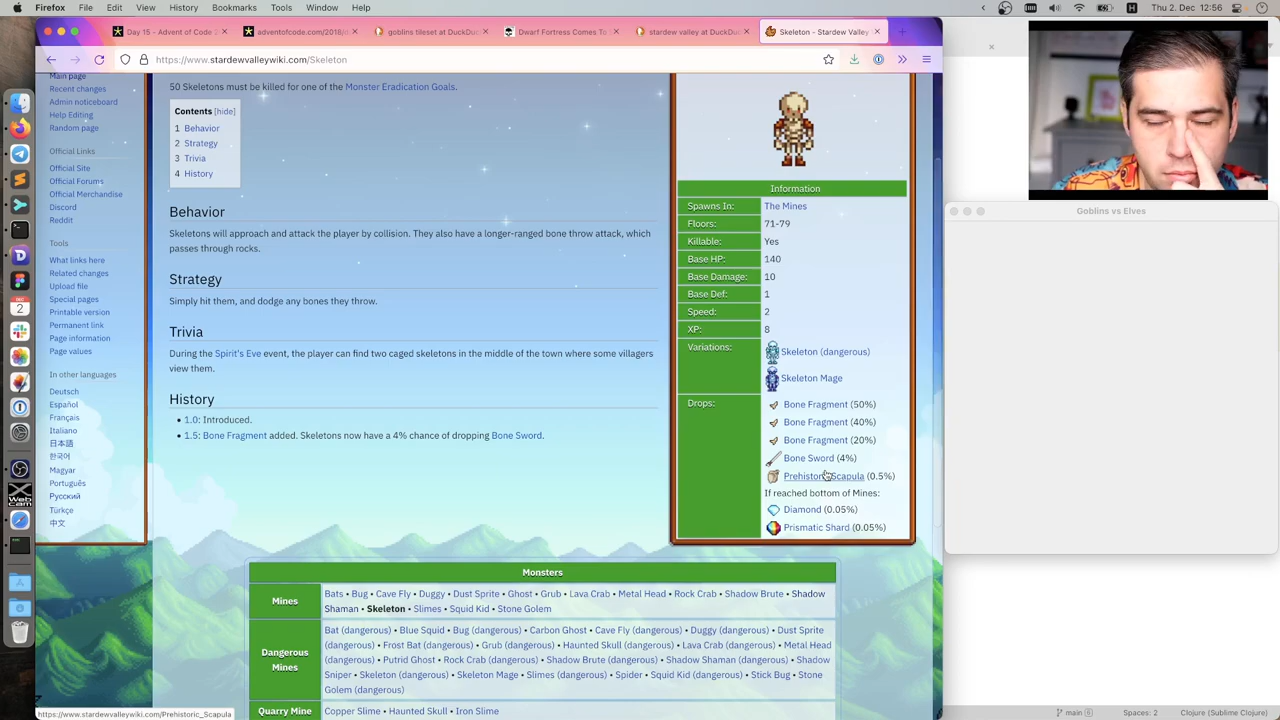 Firefox
File
Edit
View
History
Bookmarks
Tools
Window
Help
Day 15 - Advent of Code 2
adventofcode.com/2018/d
goblins tileset at DuckDuc
Dwarf Fortress Comes To
stardew valley at DuckDuc
Skeleton - Stardew Valley
https://www.stardewvalleywiki.com/Skeleton
Main page
Recent changes
Admin noticeboard
Help Editing
Random page
Official Links
Official Site
Official Forums
Official Merchandise
Discord
Reddit
Tools
What links here
Related changes
Upload file
Special pages
Printable version
Permanent link
Page information
Page values
In other languages
Deutsch
Español
Français
Italiano
日本語
한국어
Magyar
Português
Русский
Türkçe
中文
50 Skeletons must be killed for one of the Monster Eradication Goals.
Contents [hide]
1 Behavior
2 Strategy
3 Trivia
4 History
Behavior
Skeletons will approach and attack the player by collision. They also have a longer-ranged bone throw attack, which
passes through rocks.
Strategy
Simply hit them, and dodge any bones they throw.
Trivia
During the Spirit's Eve event, the player can find two caged skeletons in the middle of the town where some villagers
view them.
History
• 1.0: Introduced.
• 1.5: Bone Fragment added. Skeletons now have a 4% chance of dropping Bone Sword.
Information
Spawns In: The Mines
Floors: 71-79
Killable: Yes
Base HP: 140
Base Damage: 10
Base Def: 1
Speed: 2
XP: 8
Variations: Skeleton (dangerous)
Skeleton Mage
Drops: Bone Fragment (50%)
Bone Fragment (40%)
Bone Fragment (20%)
Bone Sword (4%)
Prehistoric Scapula (0.5%)
If reached bottom of Mines:
Diamond (0.05%)
Prismatic Shard (0.05%)
Monsters
Mines
Bats • Bug • Cave Fly • Duggy • Dust Sprite • Ghost • Grub • Lava Crab • Metal Head • Rock Crab • Shadow Brute • Shadow
Shaman • Skeleton • Slimes • Squid Kid • Stone Golem
Dangerous
Mines
Bat (dangerous) • Blue Squid • Bug (dangerous) • Carbon Ghost • Cave Fly (dangerous) • Duggy (dangerous) • Dust Sprite
(dangerous) • Frost Bat (dangerous) • Grub (dangerous) • Haunted Skull (dangerous) • Lava Crab (dangerous) • Metal Head
(dangerous) • Putrid Ghost • Rock Crab (dangerous) • Shadow Brute (dangerous) • Shadow Shaman (dangerous) • Shadow
Sniper • Skeleton (dangerous) • Skeleton Mage • Slimes (dangerous) • Spider • Squid Kid (dangerous) • Stick Bug • Stone
Golem (dangerous)
Quarry Mine
Copper Slime • Haunted Skull • Iron Slime
https://www.stardewvalleywiki.com/Prehistoric_Scapula
DEC
2
Web
cam
Goblins vs Elves
main 6
Spaces: 2
Clojure (Sublime Clojure)